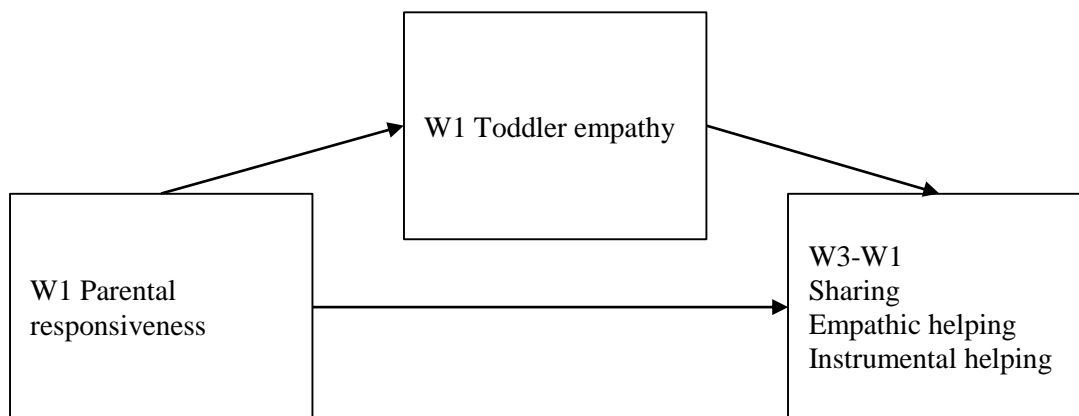 W1 Toddler empathy
W1 Parental
responsiveness
W3-W1
Sharing
Empathic helping
Instrumental helping